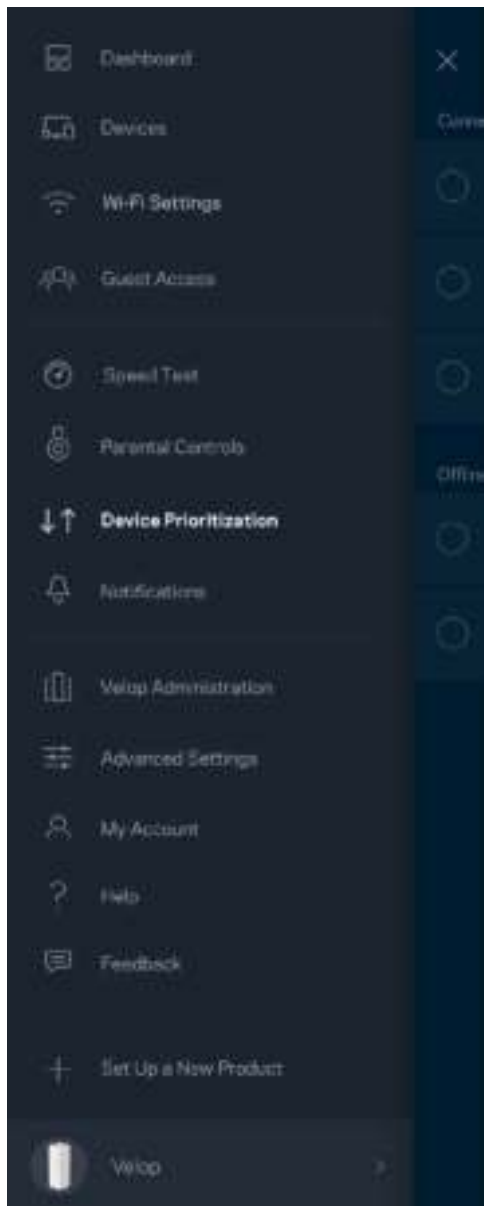 Dashboard
Devices
Wi-Fi Settings
Guest Access
Speed Test
Parental Controls
Device Prioritization
Notifications
Velop Administration
Advanced Settings
My Account
Help
Feedback
Set Up a New Product
Velop